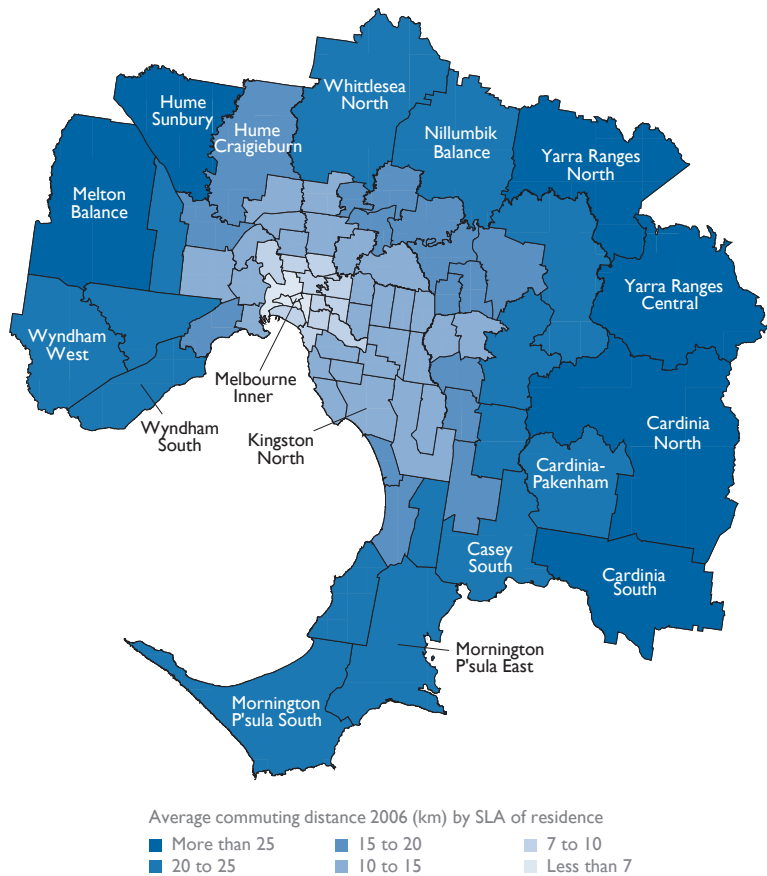 Whittlesea
North
Hume
Sunbury
Hume
Craigieburn
Nillumbik
Balance
Yarra Ranges
North
Melton
Balance
Yarra Ranges
Central
Wyndham
West
Melbourne
Inner
Wyndham
South
Kingston
North
Cardinia
North
Cardinia-
Pakenham
Casey
South
Cardinia
South
Mornington
P'sula East
Mornington
P'sula South
Average commuting distance 2006 (km) by SLA of residence
More than 25
15 to 20
7 to 10
20 to 25
10 to 15
Less than 7